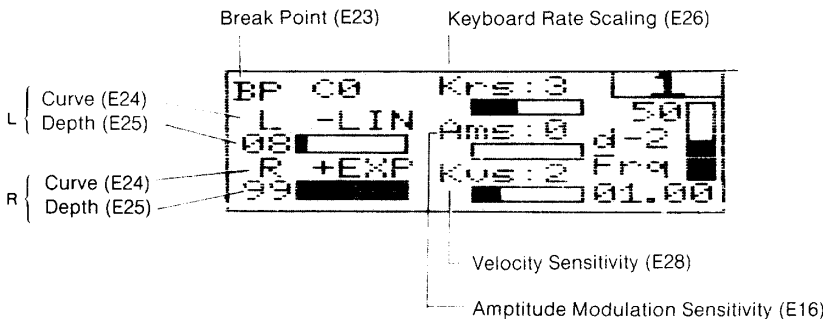 Break Point (E23)
Keyboard Rate Scaling (E26)
L { Curve (E24)
Depth (E25)
R { Curve (E24)
Depth (E25)
BP C0
L -LIN
08
R +EXP
99
Krs:3
Ams:0
Kvs:2
1
50
d-2
Frq
01.00
Velocity Sensitivity (E28)
Amptitude Modulation Sensitivity (E16)